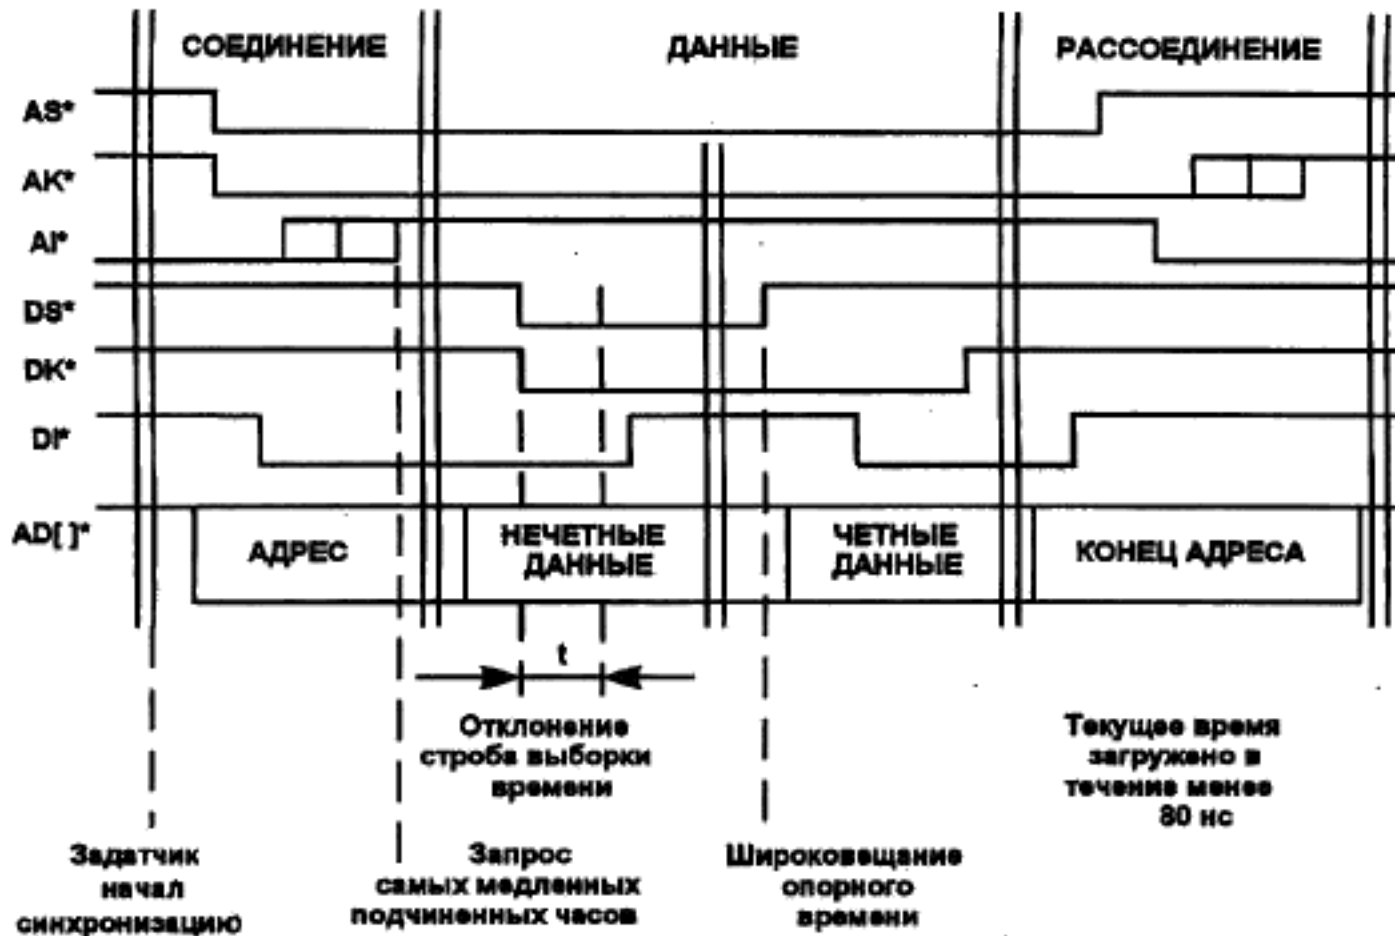 СОЕДИНЕНИЕ
ДАННЫЕ
РАССОЕДИНЕНИЕ
AS*
AK*
AI*
DS*
DK*
DI*
AD[ ]*
АДРЕС
НЕЧЕТНЫЕ
ДАННЫЕ
ЧЕТНЫЕ
ДАННЫЕ
КОНЕЦ АДРЕСА
t
Отклонение
строба выборки
времени
Текущее время
загружено в
течение менее
80 нс
Задатчик
начал
синхронизацию
Запрос
самых медленных
подчиненных часов
Широковещание
опорного
времени